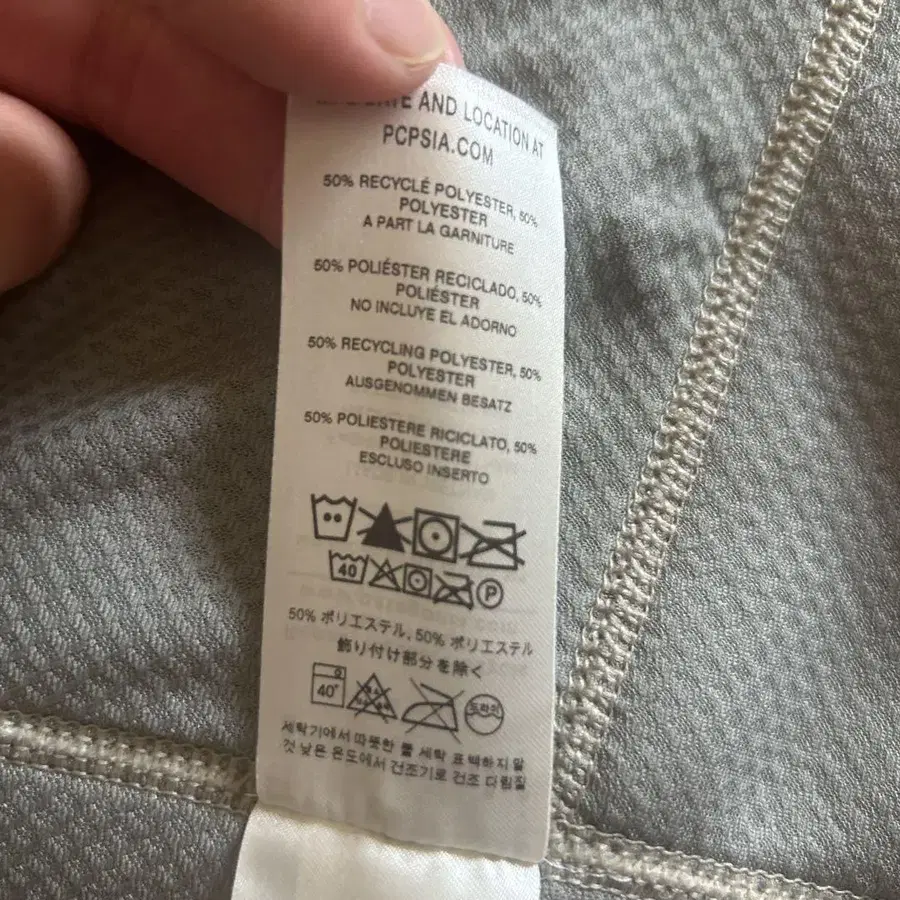 DATE AND LOCATION AT
PCPSIA.COM
50% RECYCLÉ POLYESTER, 50%
POLYESTER
A PART LA GARNITURE
50% POLIÉSTER RECICLADO, 50%
POLIÉSTER
NO INCLUYE EL ADORNO
50% RECYCLING POLYESTER, 50%
POLYESTER
AUSGENOMMEN BESATZ
50% POLIESTERE RICICLATO, 50%
POLIESTERE
ESCLUSO INSERTO
40
P
50% ポリエステル, 50% ポリエステル
飾り付け部分を除く
40° 드라이
세탁기에서 따뜻한 물 세탁 표백하지 말
것 낮은 온도에서 건조기로 건조 다림질